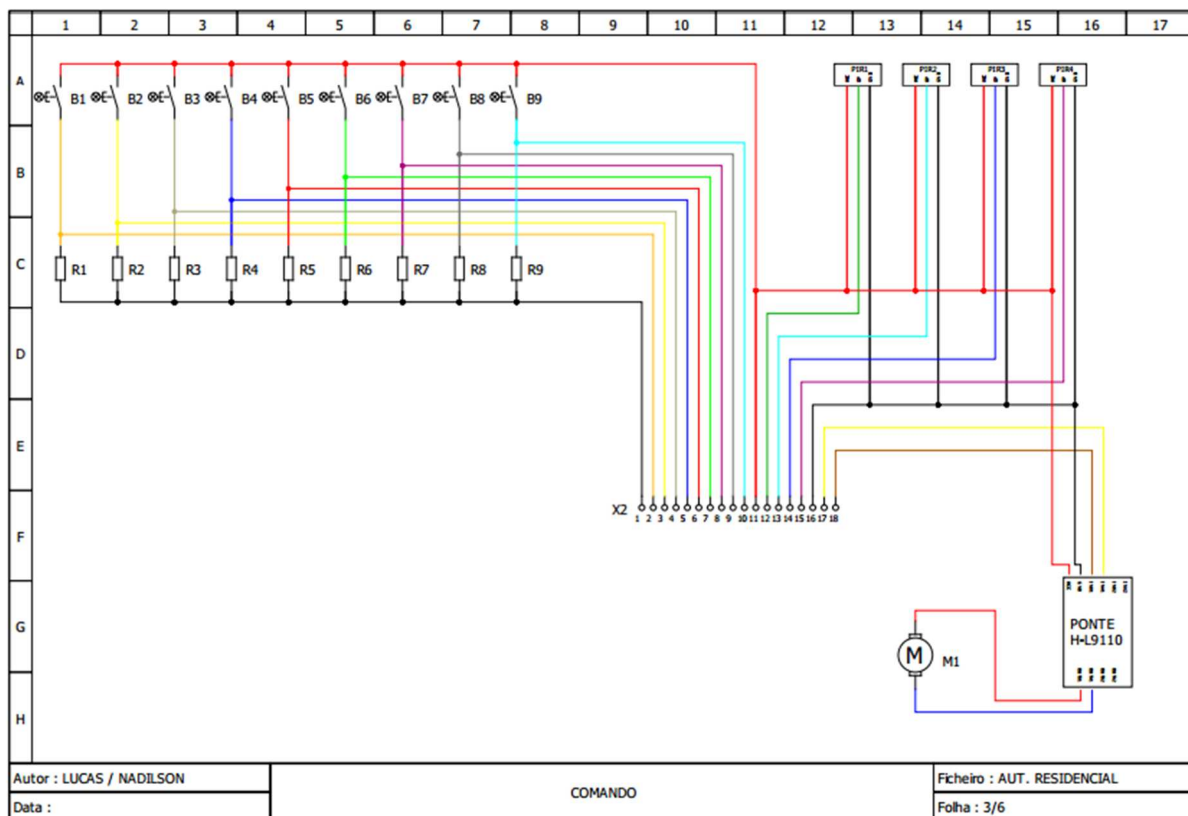 1 2 3 4 5 6 7 8 9 10 11 12 13 14 15 16 17
A
PIR1 PIR2 PIR3 PIR4
B1 B2 B3 B4 B5 B6 B7 B8 B9
B
C
R1 R2 R3 R4 R5 R6 R7 R8 R9
D
E
X2 1 2 3 4 5 6 7 8 9 10 11 12 13 14 15 16 17 18
F
G
PONTE
H-L9110
M M1
H
Autor : LUCAS / NADILSON
COMANDO
Ficheiro : AUT. RESIDENCIAL
Data :
Folha : 3/6